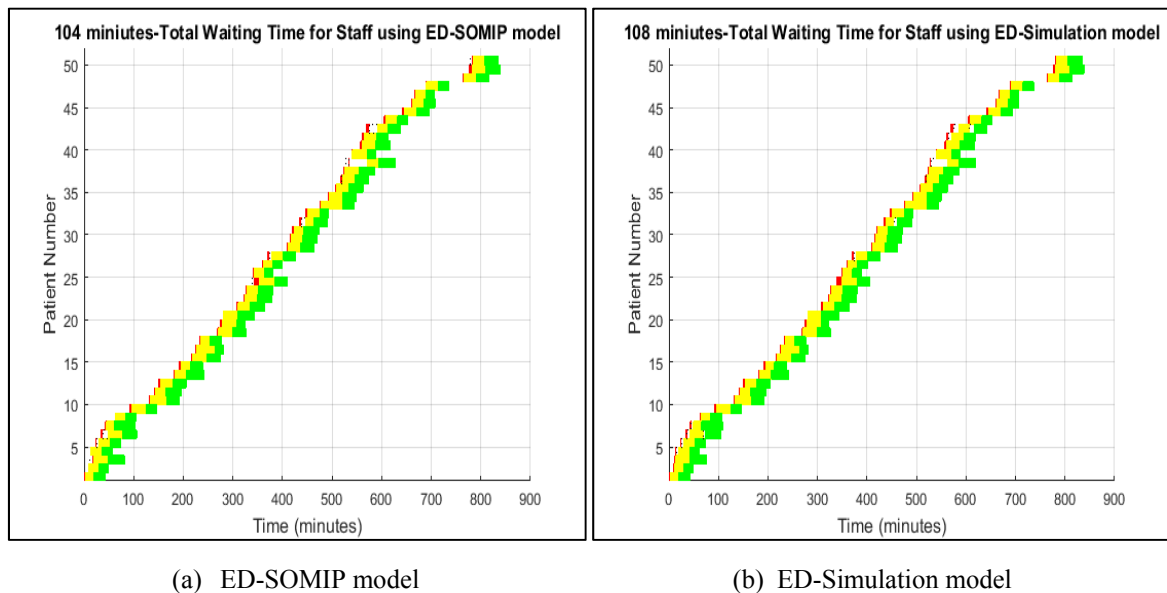 104 miniutes-Total Waiting Time for Staff using ED-SOMIP model
50
45
40
35
30
25
20
15
10
5
Patient Number
0 100 200 300 400 500 600 700 800 900
Time (minutes)
108 miniutes-Total Waiting Time for Staff using ED-Simulation model
50
45
40
35
30
25
20
15
10
5
Patient Number
0 100 200 300 400 500 600 700 800 900
Time (minutes)
(a) ED-SOMIP model
(b) ED-Simulation model